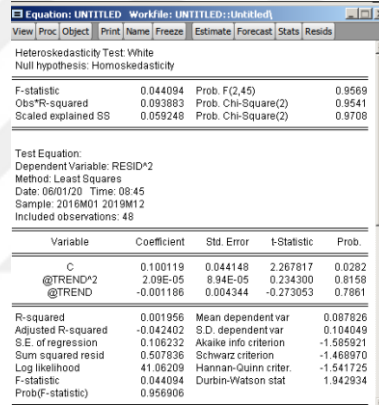 Equation: UNTITLED Workfile: UNTITLED::Untitled\
View Proc Object Print Name Freeze Estimate Forecast Stats Resids
Heteroskedasticity Test: White
Null hypothesis: Homoskedasticity
F-statistic 0.044094 Prob. F(2,45) 0.9569
Obs*R-squared 0.093883 Prob. Chi-Square(2) 0.9541
Scaled explained SS 0.059248 Prob. Chi-Square(2) 0.9708
Test Equation:
Dependent Variable: RESID^2
Method: Least Squares
Date: 06/01/20 Time: 08:45
Sample: 2016M01 2019M12
Included observations: 48
Variable Coefficient Std. Error t-Statistic Prob.
C 0.100119 0.044148 2.267817 0.0282
@TREND^2 2.09E-05 8.94E-05 0.234300 0.8158
@TREND -0.001186 0.004344 -0.273053 0.7861
R-squared 0.001956 Mean dependent var 0.087826
Adjusted R-squared -0.042402 S.D. dependent var 0.104049
S.E. of regression 0.106232 Akaike info criterion -1.585921
Sum squared resid 0.507836 Schwarz criterion -1.468970
Log likelihood 41.06209 Hannan-Quinn criter. -1.541725
F-statistic 0.044094 Durbin-Watson stat 1.942934
Prob(F-statistic) 0.956906